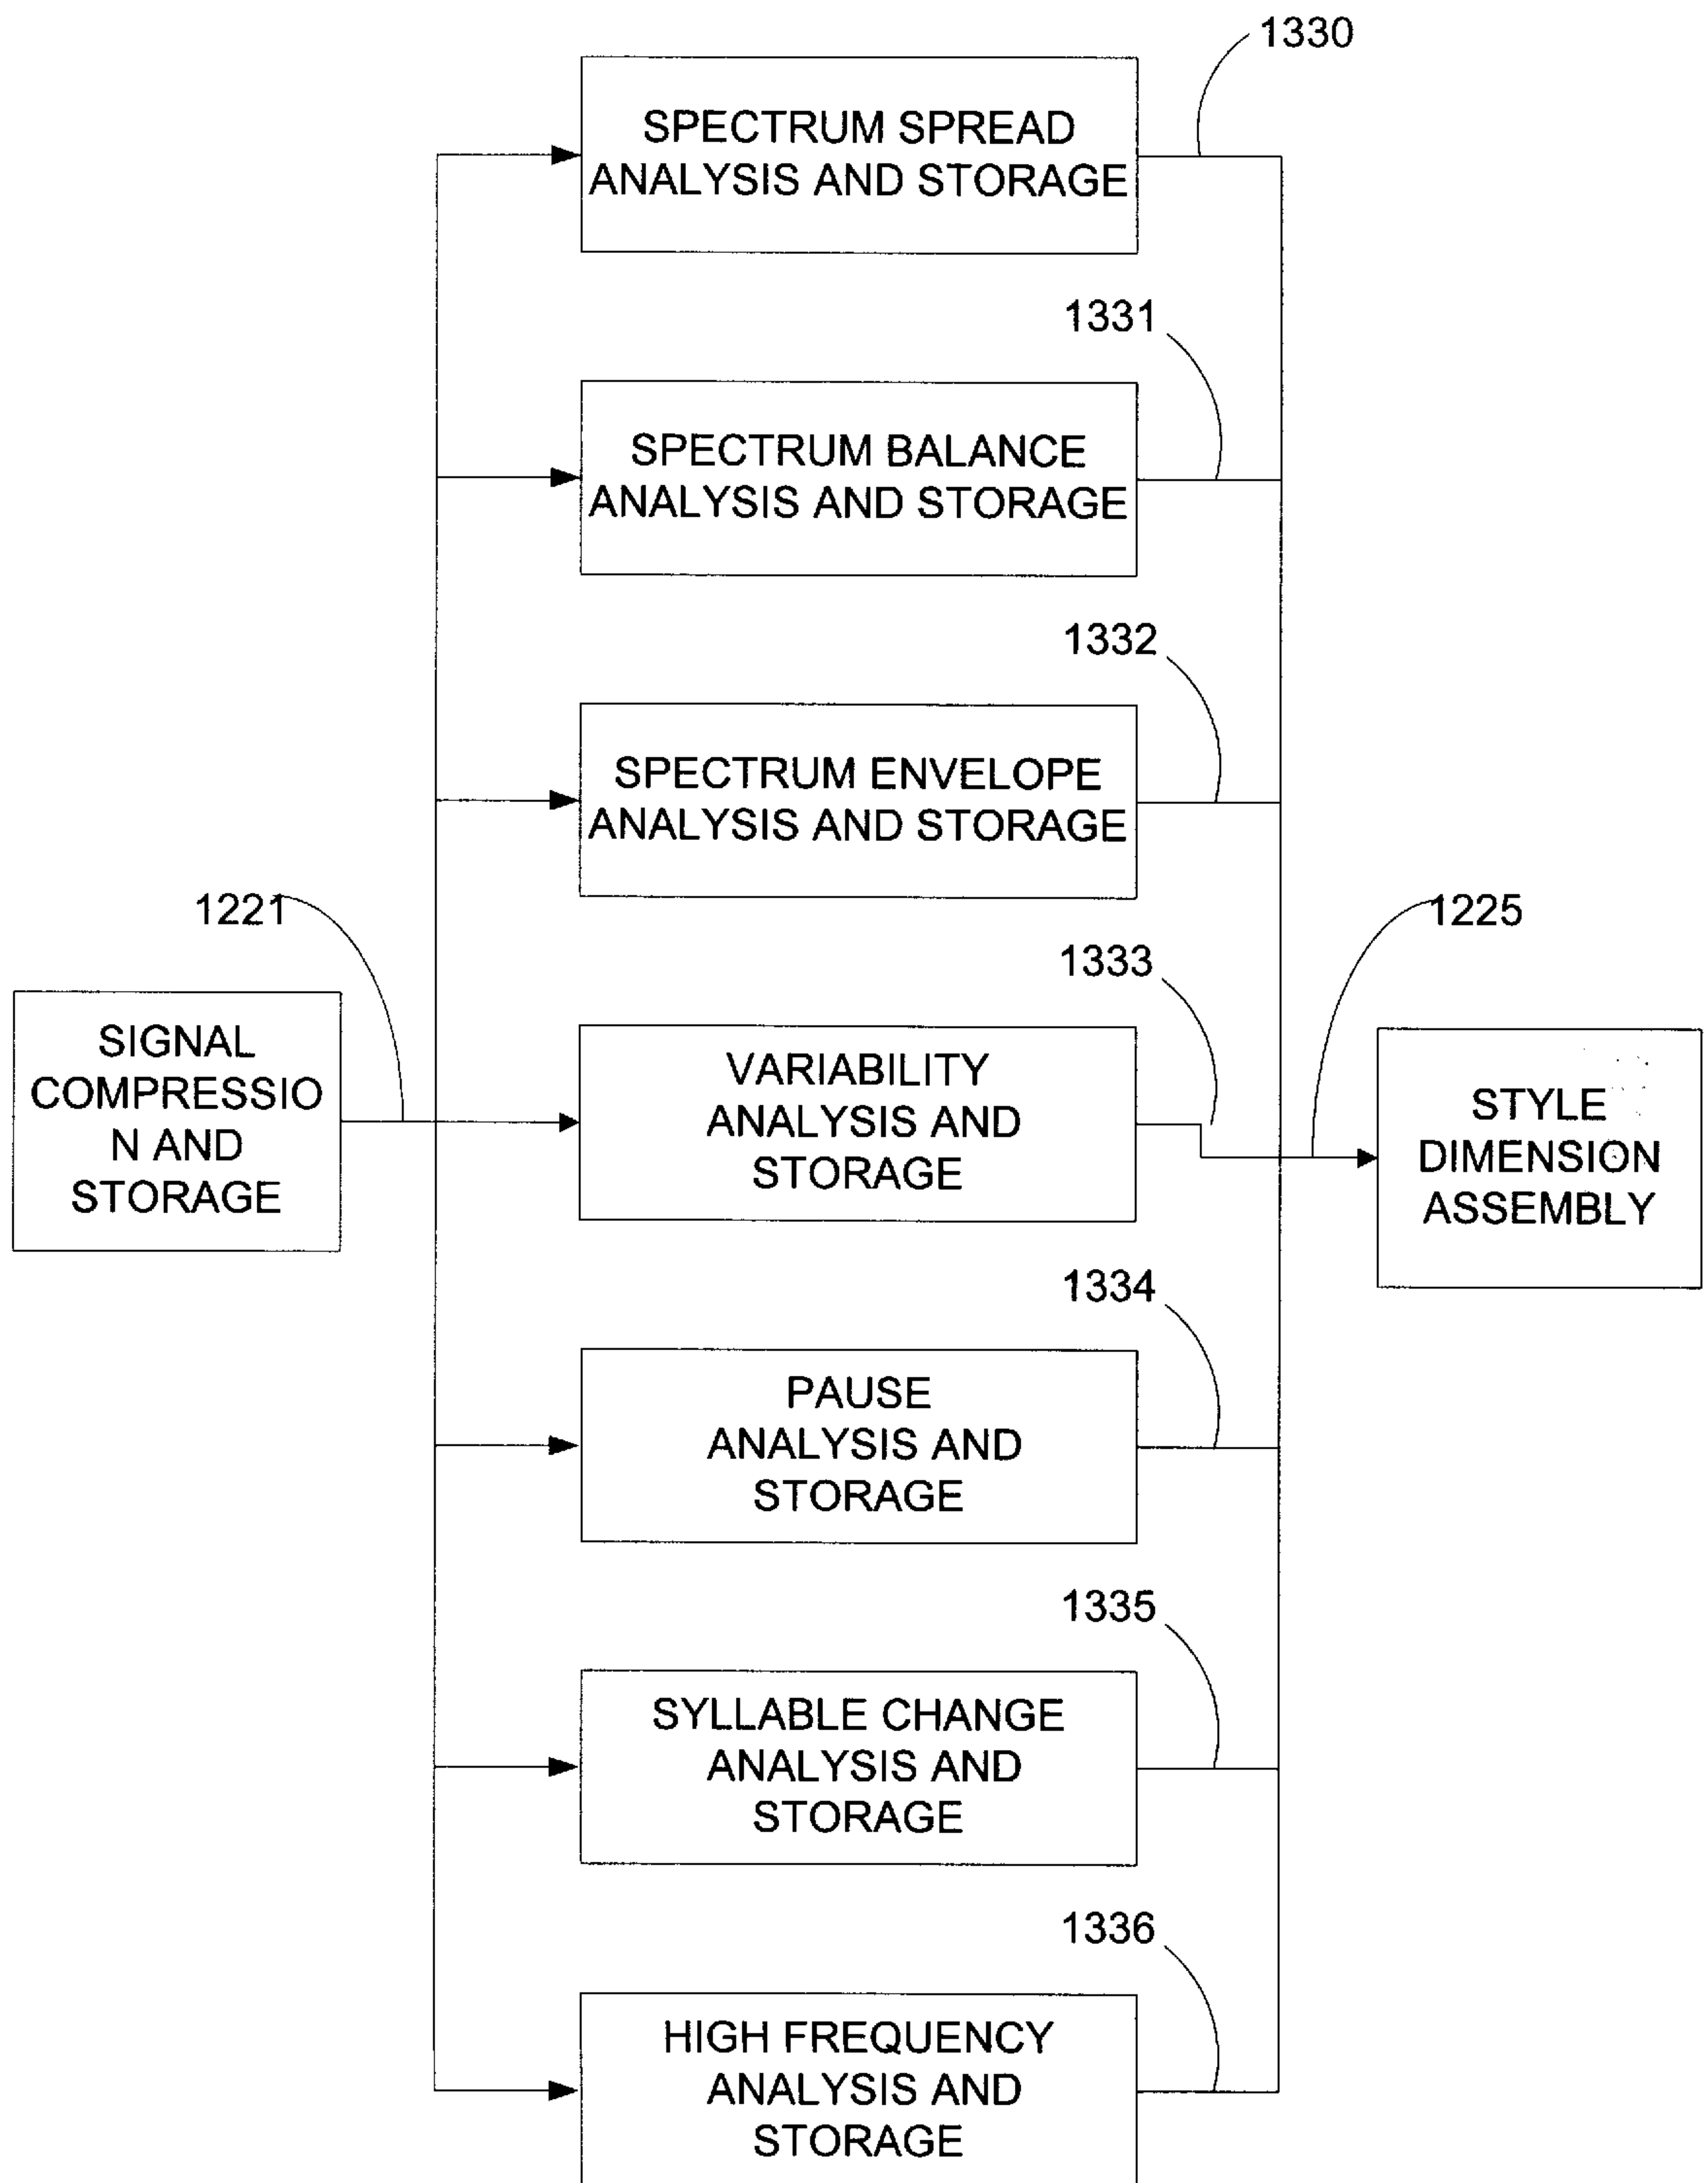 1330
SPECTRUM SPREAD
ANALYSIS AND STORAGE
1331
SPECTRUM BALANCE
ANALYSIS AND STORAGE
1332
SPECTRUM ENVELOPE
ANALYSIS AND STORAGE
1221
1225
1333
SIGNAL
COMPRESSIO
N AND
STORAGE
VARIABILITY
ANALYSIS AND
STORAGE
STYLE
DIMENSION
ASSEMBLY
1334
PAUSE
ANALYSIS AND
STORAGE
1335
SYLLABLE CHANGE
ANALYSIS AND
STORAGE
1336
HIGH FREQUENCY
ANALYSIS AND
STORAGE